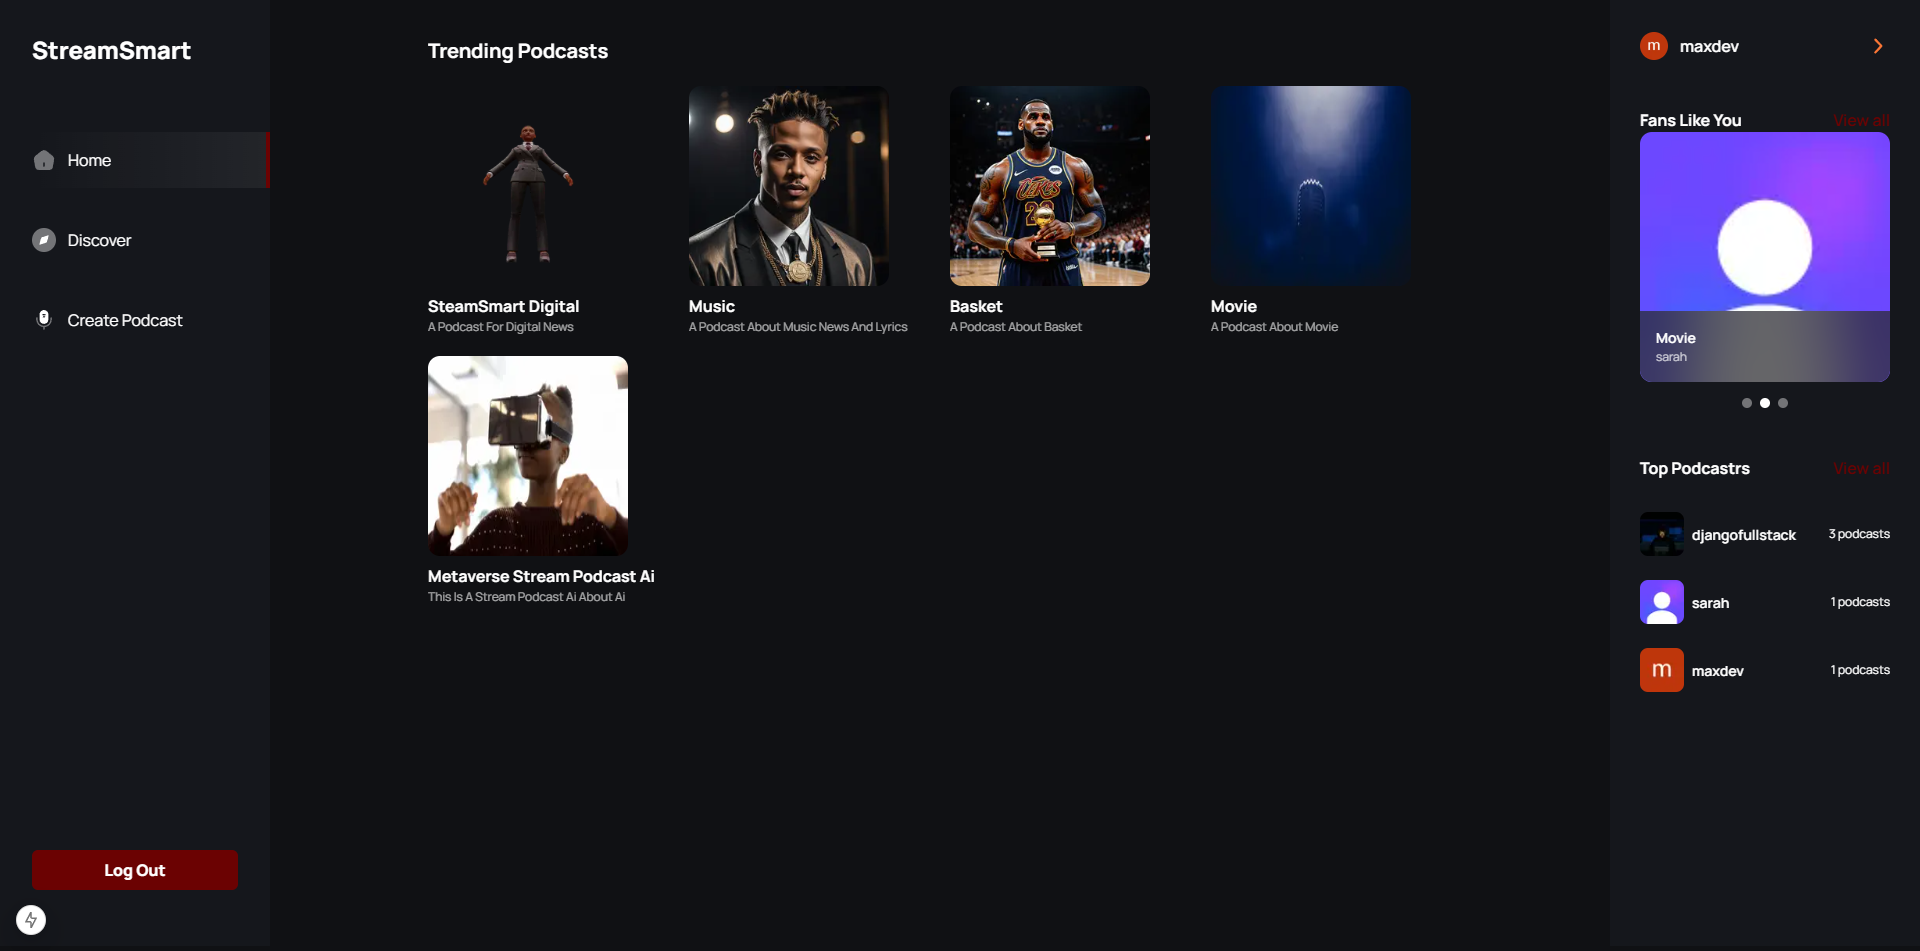 StreamSmart
Home
Discover
Create Podcast
Log Out
Trending Podcasts
SteamSmart Digital
A Podcast For Digital News
Music
A Podcast About Music News And Lyrics
Basket
A Podcast About Basket
Movie
A Podcast About Movie
Metaverse Stream Podcast Ai
This Is A Stream Podcast Ai About Ai
m
maxdev
Fans Like You
View all
Movie
sarah
Top Podcastrs
View all
djangofullstack
3 podcasts
sarah
1 podcasts
m
maxdev
1 podcasts